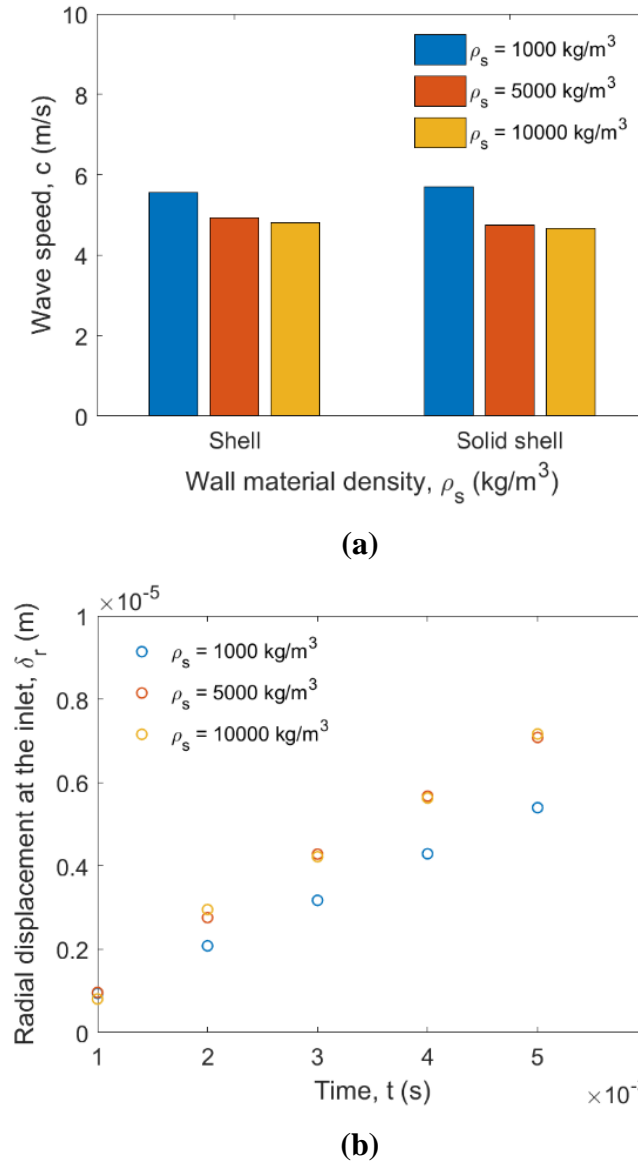 10
8
6
4
2
0
Wave speed, c (m/s)
ρs = 1000 kg/m³
ρs = 5000 kg/m³
ρs = 10000 kg/m³
Shell
Solid shell
Wall material density, ρs (kg/m³)
(a)
×10⁻⁵
1
0.8
0.6
0.4
0.2
0
Radial displacement at the inlet, δr (m)
ρs = 1000 kg/m³
ρs = 5000 kg/m³
ρs = 10000 kg/m³
1 2 3 4 5
Time, t (s)
(b)